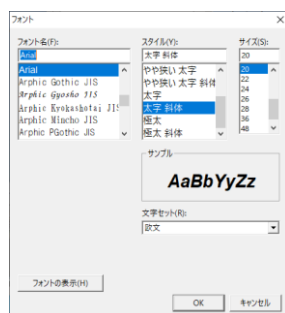 フォント
フォント名(F):
Arial
Arial
Arphic Gothic JIS
Arphic Gyosho JIS
Arphic Kyokashotai JIS
Arphic Mincho JIS
Arphic PGothic JIS
スタイル(Y):
太字 斜体
やや狭い 太字
やや狭い 太字 斜体
太字
太字 斜体
極太
極太 斜体
サイズ(S):
20
20
22
24
26
28
36
48
サンプル
AaBbYyZz
文字セット(R):
欧文
フォントの表示(H)
OK
キャンセル